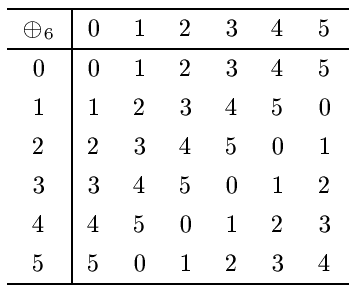 ⊕₆ 0 1 2 3 4 5
0 0 1 2 3 4 5
1 1 2 3 4 5 0
2 2 3 4 5 0 1
3 3 4 5 0 1 2
4 4 5 0 1 2 3
5 5 0 1 2 3 4